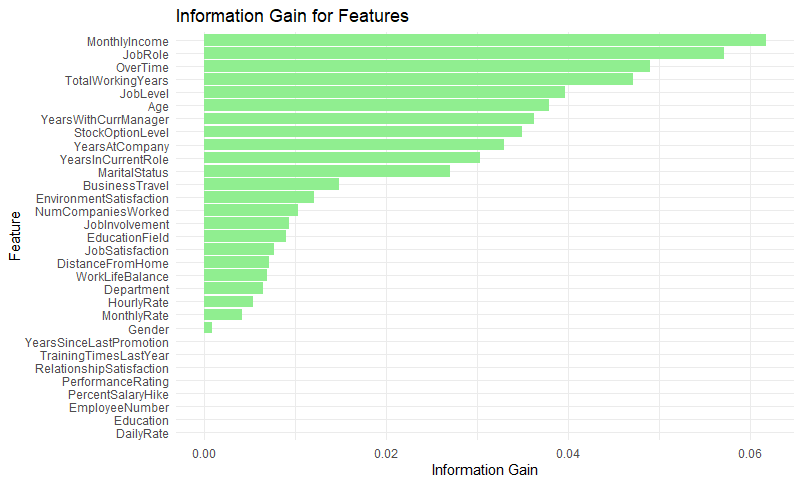 Information Gain for Features
MonthlyIncome
JobRole
OverTime
TotalWorkingYears
JobLevel
Age
YearsWithCurrManager
StockOptionLevel
YearsAtCompany
YearsInCurrentRole
MaritalStatus
BusinessTravel
EnvironmentSatisfaction
NumCompaniesWorked
JobInvolvement
EducationField
JobSatisfaction
DistanceFromHome
WorkLifeBalance
Department
HourlyRate
MonthlyRate
Gender
YearsSinceLastPromotion
TrainingTimesLastYear
RelationshipSatisfaction
PerformanceRating
PercentSalaryHike
EmployeeNumber
Education
DailyRate
Feature
0.00 0.02 0.04 0.06
Information Gain